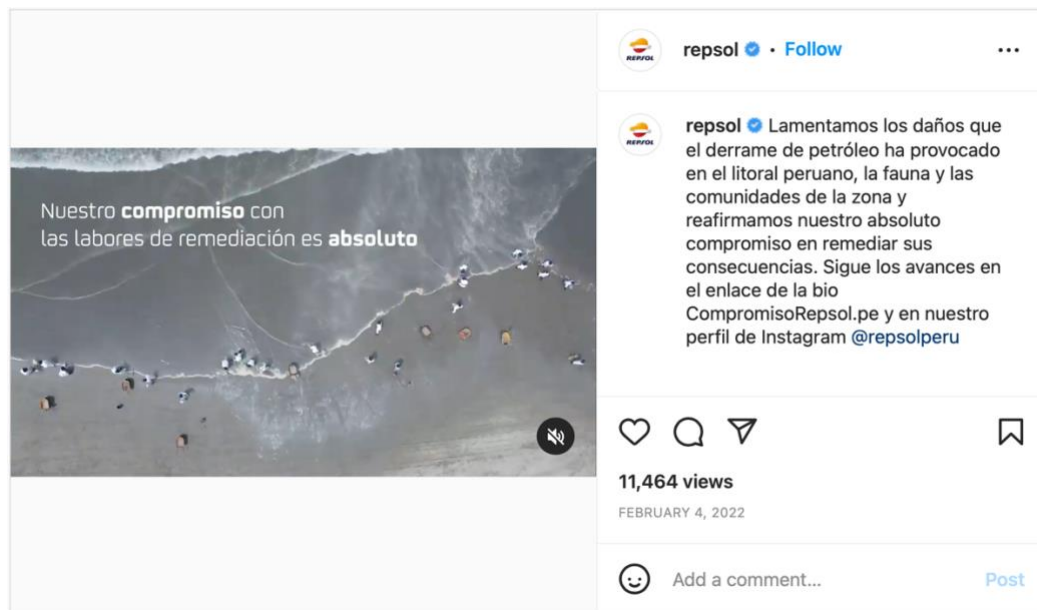 REPSOL
repsol • Follow
REPSOL
repsol Lamentamos los daños que
el derrame de petróleo ha provocado
en el litoral peruano, la fauna y las
comunidades de la zona y
reafirmamos nuestro absoluto
compromiso en remediar sus
consecuencias. Sigue los avances en
el enlace de la bio
CompromisoRepsol.pe y en nuestro
perfil de Instagram @repsolperu
Nuestro compromiso con
las labores de remediación es absoluto
11,464 views
FEBRUARY 4, 2022
Add a comment...
Post